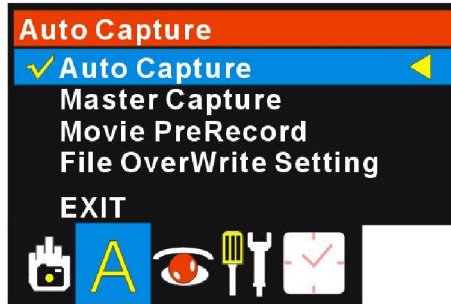 Auto Capture
Auto Capture
Master Capture
Movie PreRecord
File OverWrite Setting
EXIT
A